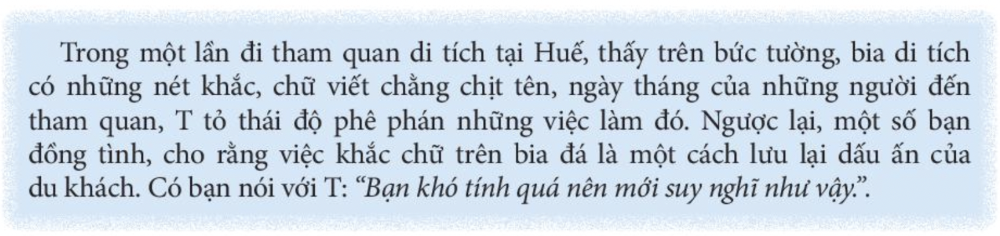 Trong một lần đi tham quan di tích tại Huế, thấy trên bức tường, bia di tích
có những nét khắc, chữ viết chằng chịt tên, ngày tháng của những người đến
tham quan, T tỏ thái độ phê phán những việc làm đó. Ngược lại, một số bạn
đồng tình, cho rằng việc khắc chữ trên bia đá là một cách lưu lại dấu ấn của
du khách. Có bạn nói với T: “Bạn khó tính quá nên mới suy nghĩ như vậy.”.